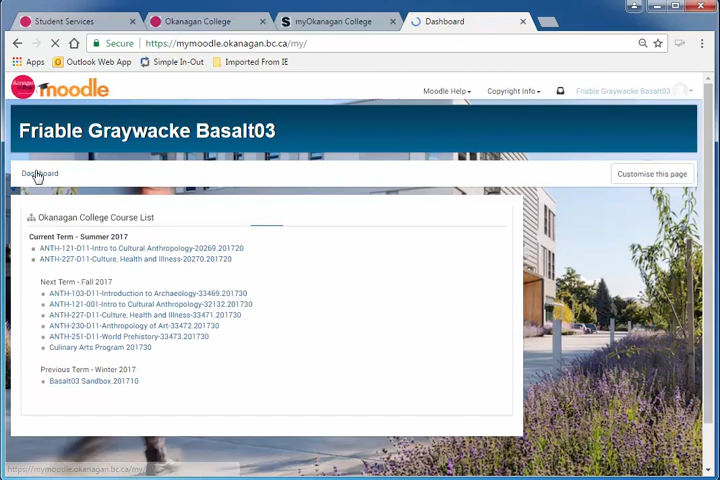 Student Services
Okanagan College
myOkanagan College
Dashboard
Secure https://mymoodle.okanagan.bc.ca/my/
Apps Outlook Web App Simple In-Out Imported From IE
Okanagan College moodle
Moodle Help Copyright Info Friable Graywacke Basalt03
Friable Graywacke Basalt03
Dashboard
Customise this page
Okanagan College Course List
Current Term - Summer 2017
ANTH-121-D11-Intro to Cultural Anthropology-20269.201720
ANTH-227-D11-Culture, Health and Illness-20270.201720
Next Term - Fall 2017
ANTH-103-D11-Introduction to Archaeology-33469.201730
ANTH-121-001-Intro to Cultural Anthropology-32132.201730
ANTH-227-D11-Culture, Health and Illness-33471.201730
ANTH-230-D11-Anthropology of Art-33472.201730
ANTH-251-D11-World Prehistory-33473.201730
Culinary Arts Program 201730
Previous Term - Winter 2017
Basalt03 Sandbox.201710
https://mymoodle.okanagan.bc.ca/my/